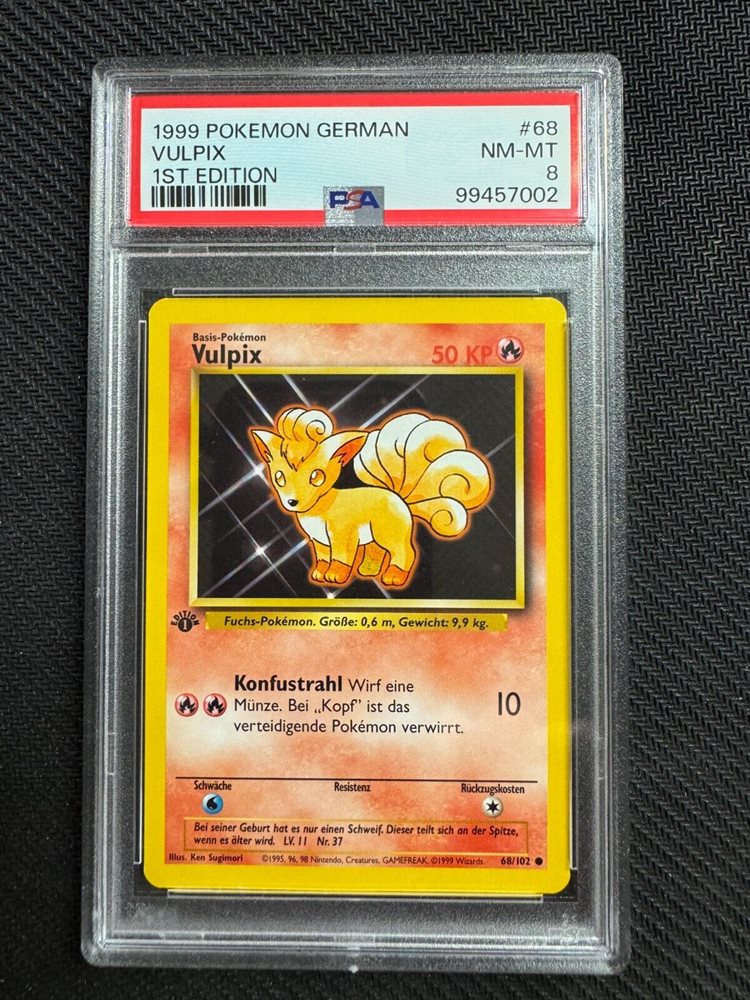 1999 POKEMON GERMAN #68
VULPIX NM-MT
1ST EDITION 8
PSA 99457002
Basis-Pokémon
Vulpix 50 KP
EDITION
1
Fuchs-Pokémon. Größe: 0,6 m, Gewicht: 9,9 kg.
Konfustrahl Wirf eine
Münze. Bei „Kopf" ist das 10
verteidigende Pokémon verwirrt.
Schwäche Resistenz Rückzugskosten
Bei seiner Geburt hat es nur einen Schweif. Dieser teilt sich an der Spitze,
wenn es älter wird. LV. 11 Nr. 37
Illus. Ken Sugimori ©1995, 96, 98 Nintendo, Creatures, GAMEFREAK. ©1999 Wizards. 68/102